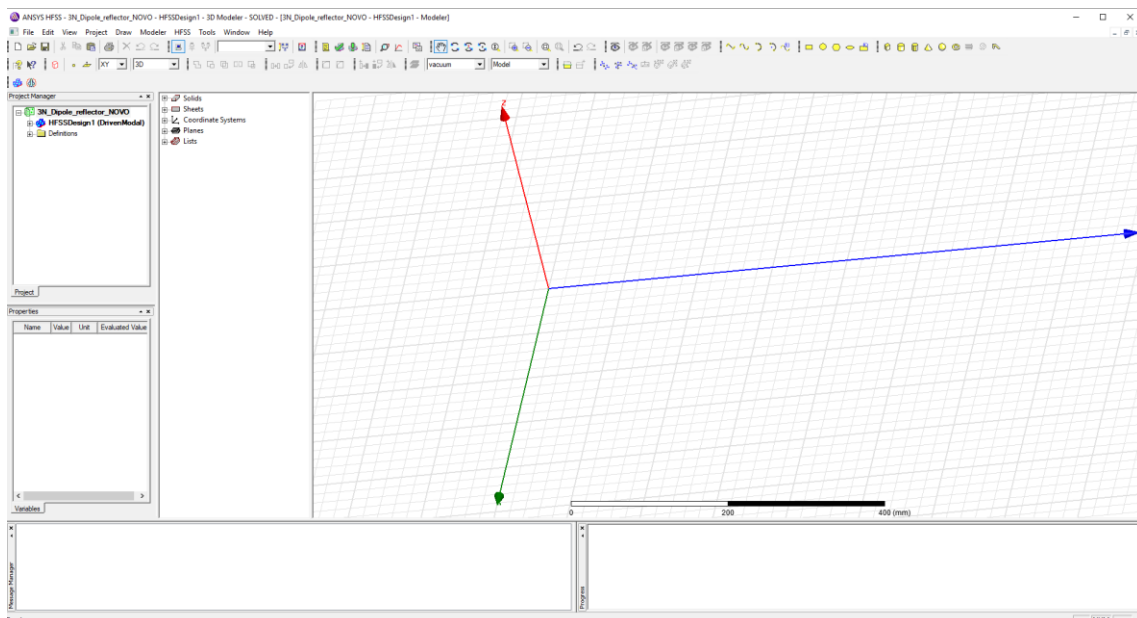 ANSYS HFSS - 3N_Dipole_reflector_NOVO - HFSSDesign1 - 3D Modeler - SOLVED - [3N_Dipole_reflector_NOVO - HFSSDesign1 - Modeler]
File Edit View Project Draw Modeler HFSS Tools Window Help
XY 3D vacuum Model
Project Manager
3N_Dipole_reflector_NOVO
HFSSDesign1 (DrivenModal)
Definitions
Project
Properties
Name Value Unit Evaluated Value
Variables
Solids
Sheets
Coordinate Systems
Planes
Lists
Z
0 200 400 (mm)
Message Manager
Progress